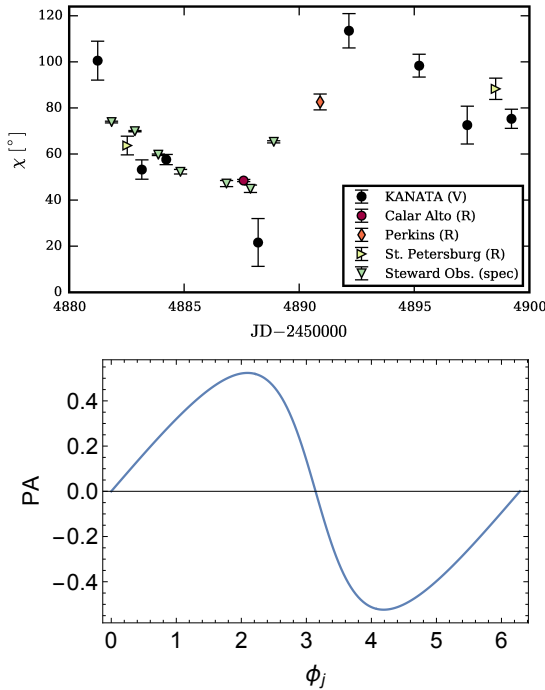 120
100
80
60
40
20
0
χ [°]
KANATA (V)
Calar Alto (R)
Perkins (R)
St. Petersburg (R)
Steward Obs. (spec)
4880 4885 4890 4895 4900
JD−2450000
0.4
0.2
0.0
−0.2
−0.4
PA
0 1 2 3 4 5 6
ϕj